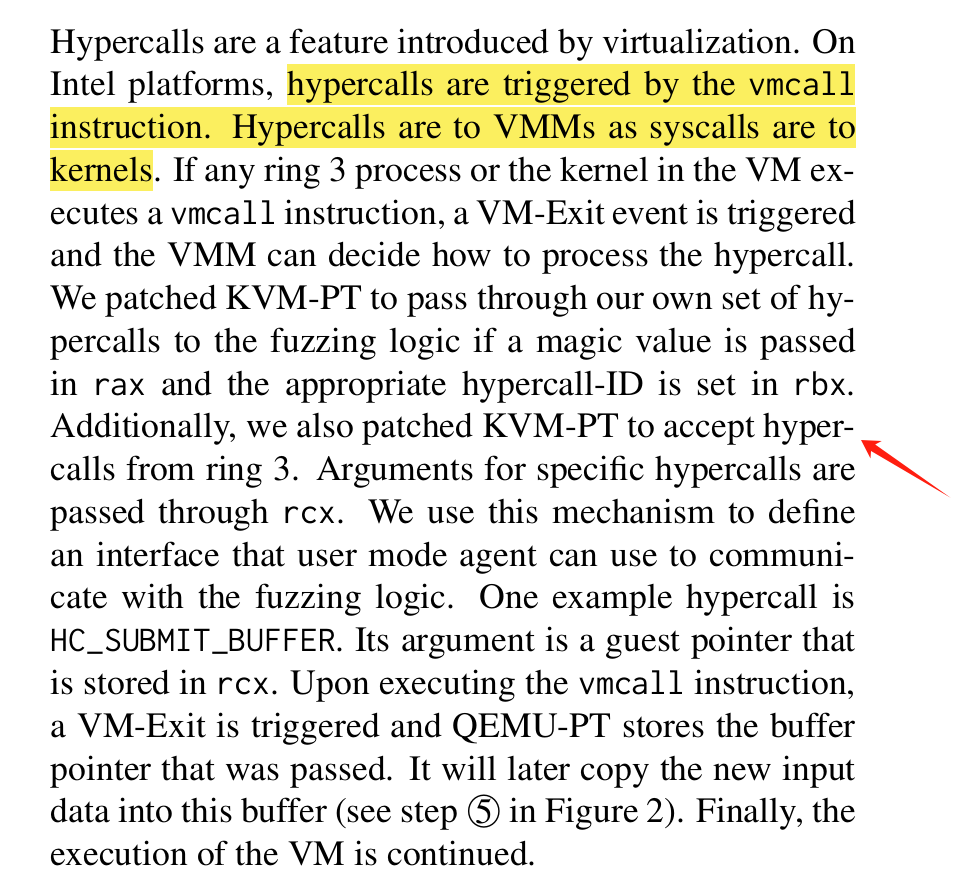 Hypercalls are a feature introduced by virtualization. On
Intel platforms, hypercalls are triggered by the vmcall
instruction. Hypercalls are to VMMs as syscalls are to
kernels. If any ring 3 process or the kernel in the VM ex-
ecutes a vmcall instruction, a VM-Exit event is triggered
and the VMM can decide how to process the hypercall.
We patched KVM-PT to pass through our own set of hy-
percalls to the fuzzing logic if a magic value is passed
in rax and the appropriate hypercall-ID is set in rbx.
Additionally, we also patched KVM-PT to accept hyper-
calls from ring 3. Arguments for specific hypercalls are
passed through rcx. We use this mechanism to define
an interface that user mode agent can use to communi-
cate with the fuzzing logic. One example hypercall is
HC_SUBMIT_BUFFER. Its argument is a guest pointer that
is stored in rcx. Upon executing the vmcall instruction,
a VM-Exit is triggered and QEMU-PT stores the buffer
pointer that was passed. It will later copy the new input
data into this buffer (see step ⑤ in Figure 2). Finally, the
execution of the VM is continued.